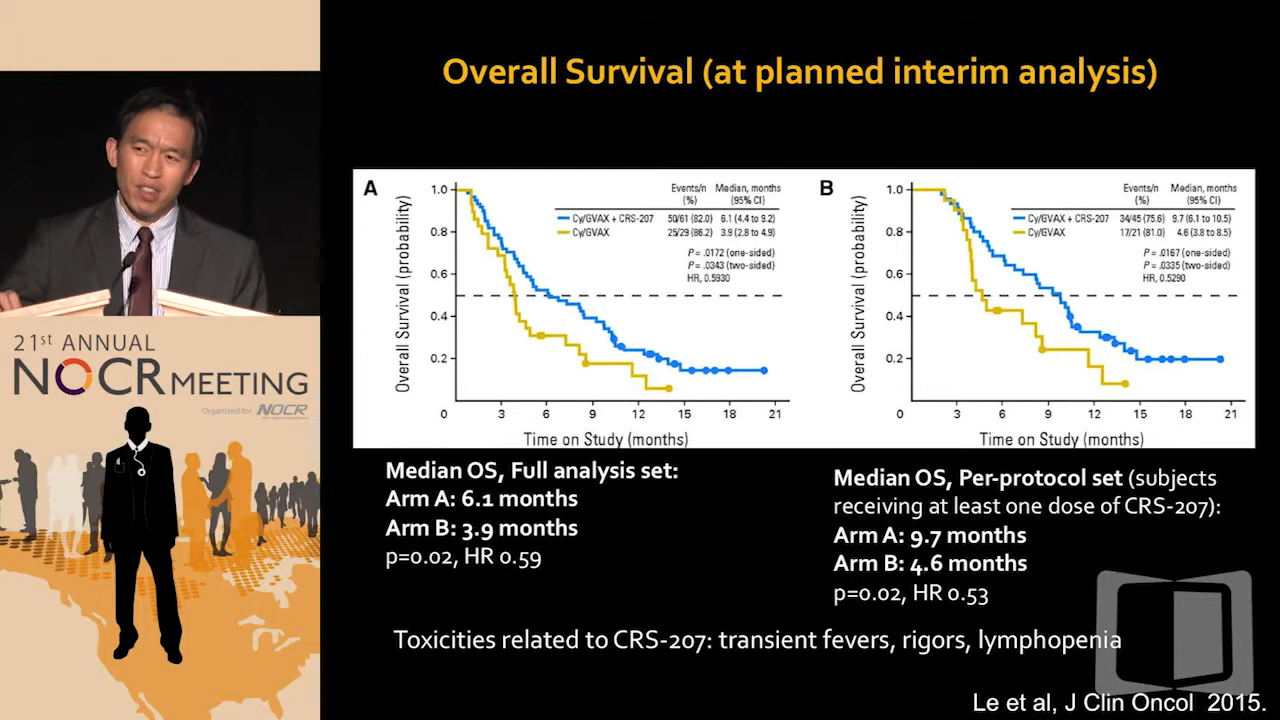 Overall Survival (at planned interim analysis)
A
Overall Survival (probability)
1.0
0.8
0.6
0.4
0.2
0
3
6
9
12
15
18
21
Time on Study (months)
Events/n Median, months
(%) (95% CI)
Cy/GVAX + CRS-207 50/61 (82.0) 6.1 (4.4 to 9.2)
Cy/GVAX 25/29 (86.2) 3.9 (2.8 to 4.9)
P = .0172 (one-sided)
P = .0343 (two-sided)
HR, 0.5930
B
Overall Survival (probability)
1.0
0.8
0.6
0.4
0.2
0
3
6
9
12
15
18
21
Time on Study (months)
Events/n Median, months
(%) (95% CI)
Cy/GVAX + CRS-207 34/45 (75.6) 9.7 (6.1 to 10.5)
Cy/GVAX 17/21 (81.0) 4.6 (3.8 to 8.5)
P = .0167 (one-sided)
P = .0335 (two-sided)
HR, 0.5290
Median OS, Full analysis set:
Arm A: 6.1 months
Arm B: 3.9 months
p=0.02, HR 0.59
Median OS, Per-protocol set (subjects
receiving at least one dose of CRS-207):
Arm A: 9.7 months
Arm B: 4.6 months
p=0.02, HR 0.53
Toxicities related to CRS-207: transient fevers, rigors, lymphopenia
Le et al, J Clin Oncol 2015.
21st ANNUAL
NOCR MEETING
Organized for NOCR